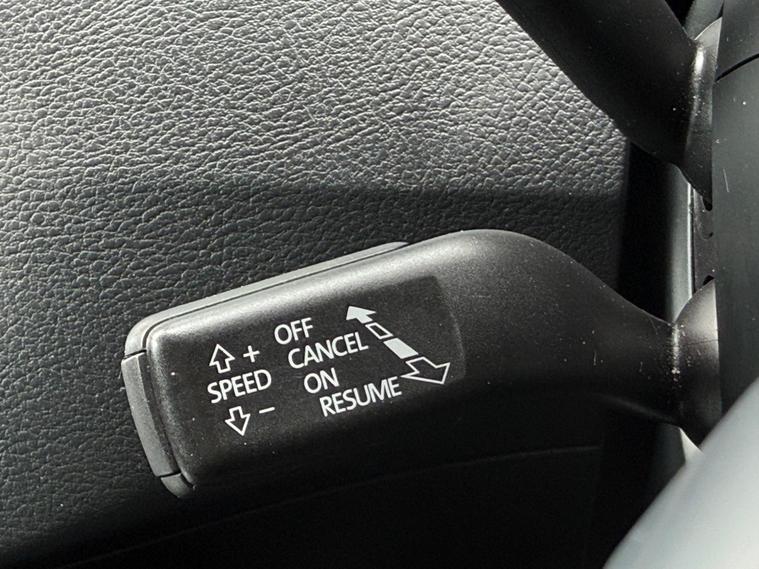 +
SPEED
−
OFF
CANCEL
ON
RESUME